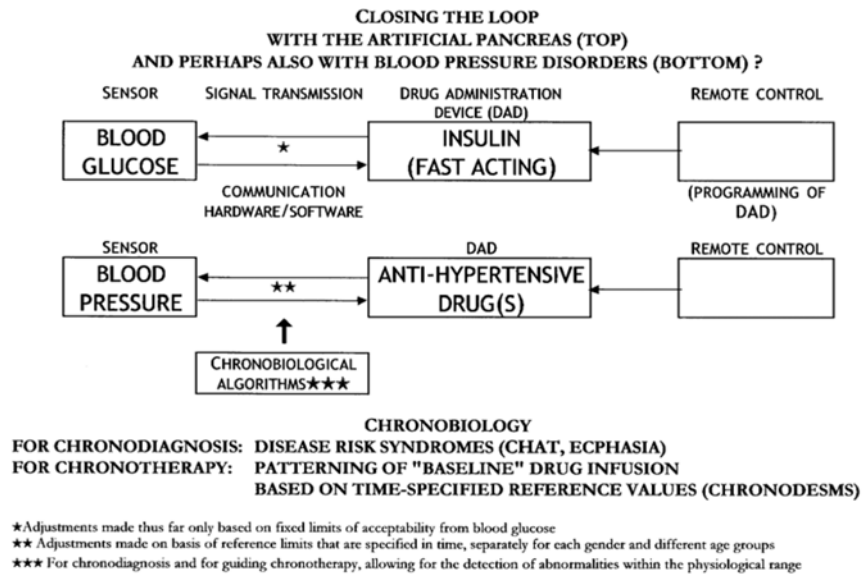 CLOSING THE LOOP
WITH THE ARTIFICIAL PANCREAS (TOP)
AND PERHAPS ALSO WITH BLOOD PRESSURE DISORDERS (BOTTOM) ?
SENSOR SIGNAL TRANSMISSION DRUG ADMINISTRATION REMOTE CONTROL
DEVICE (DAD)
BLOOD INSULIN
★
GLUCOSE (FAST ACTING)
COMMUNICATION (PROGRAMMING OF
HARDWARE/SOFTWARE DAD)
SENSOR DAD REMOTE CONTROL
BLOOD ANTI-HYPERTENSIVE
★★
PRESSURE DRUG(S)
CHRONOBIOLOGICAL
ALGORITHMS★★★
CHRONOBIOLOGY
FOR CHRONODIAGNOSIS: DISEASE RISK SYNDROMES (CHAT, ECPHASIA)
FOR CHRONOTHERAPY: PATTERNING OF "BASELINE" DRUG INFUSION
BASED ON TIME-SPECIFIED REFERENCE VALUES (CHRONODESMS)
★Adjustments made thus far only based on fixed limits of acceptability from blood glucose
★★ Adjustments made on basis of reference limits that are specified in time, separately for each gender and different age groups
★★★ For chronodiagnosis and for guiding chronotherapy, allowing for the detection of abnormalities within the physiological range